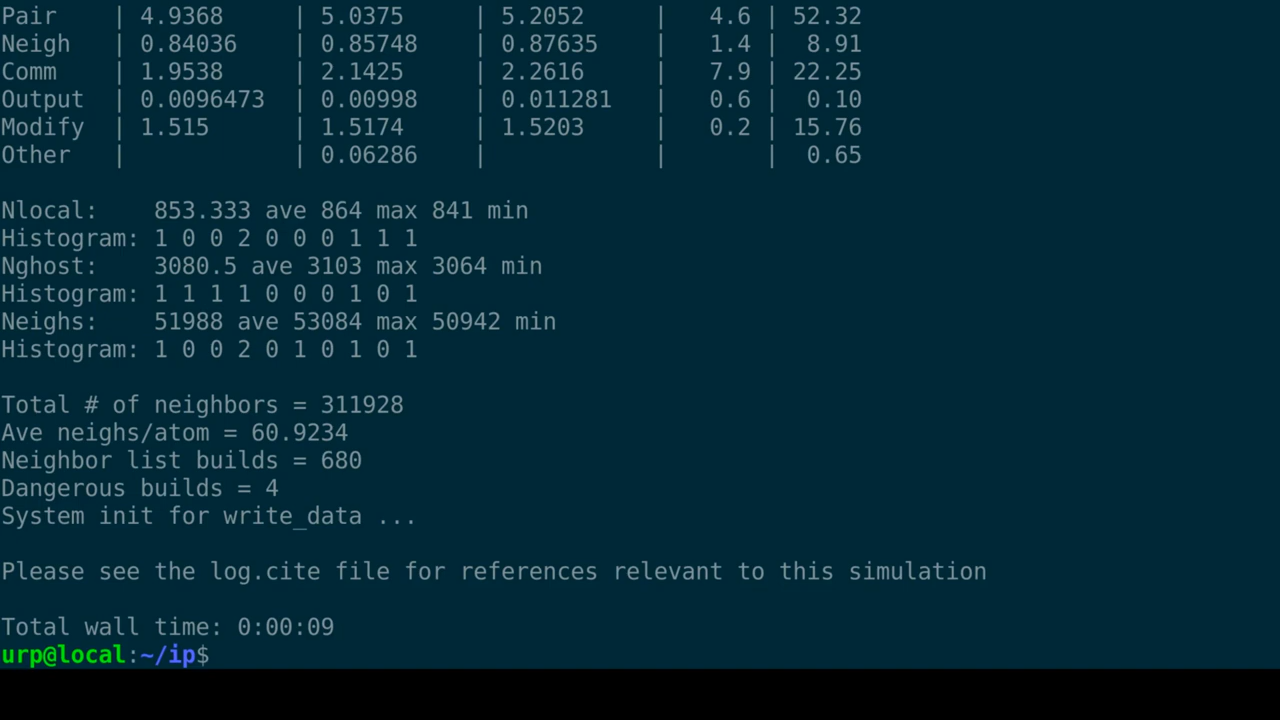 Pair   | 4.9368     | 5.0375     | 5.2052     |   4.6 | 52.32
Neigh  | 0.84036    | 0.85748    | 0.87635    |   1.4 |  8.91
Comm   | 1.9538     | 2.1425     | 2.2616     |   7.9 | 22.25
Output | 0.0096473  | 0.00998    | 0.011281   |   0.6 |  0.10
Modify | 1.515      | 1.5174     | 1.5203     |   0.2 | 15.76
Other  |            | 0.06286    |            |       |  0.65
Nlocal:    853.333 ave 864 max 841 min
Histogram: 1 0 0 2 0 0 0 1 1 1
Nghost:    3080.5 ave 3103 max 3064 min
Histogram: 1 1 1 1 0 0 0 1 0 1
Neighs:    51988 ave 53084 max 50942 min
Histogram: 1 0 0 2 0 1 0 1 0 1
Total # of neighbors = 311928
Ave neighs/atom = 60.9234
Neighbor list builds = 680
Dangerous builds = 4
System init for write_data ...
Please see the log.cite file for references relevant to this simulation
Total wall time: 0:00:09
urp@local:~/ip$